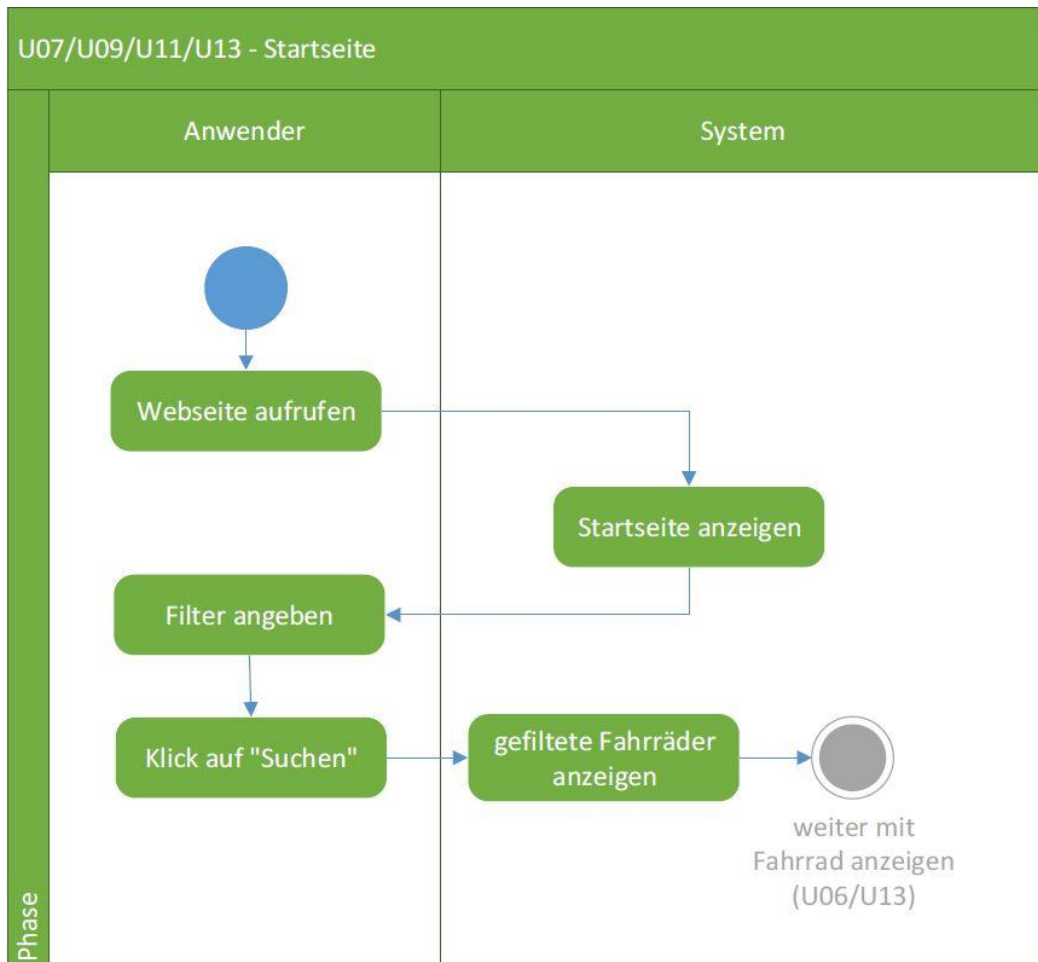 U07/U09/U11/U13 - Startseite
Anwender
System
Webseite aufrufen
Startseite anzeigen
Filter angeben
Klick auf "Suchen"
gefiltete Fahrräder
anzeigen
weiter mit
Fahrrad anzeigen
(U06/U13)
Phase